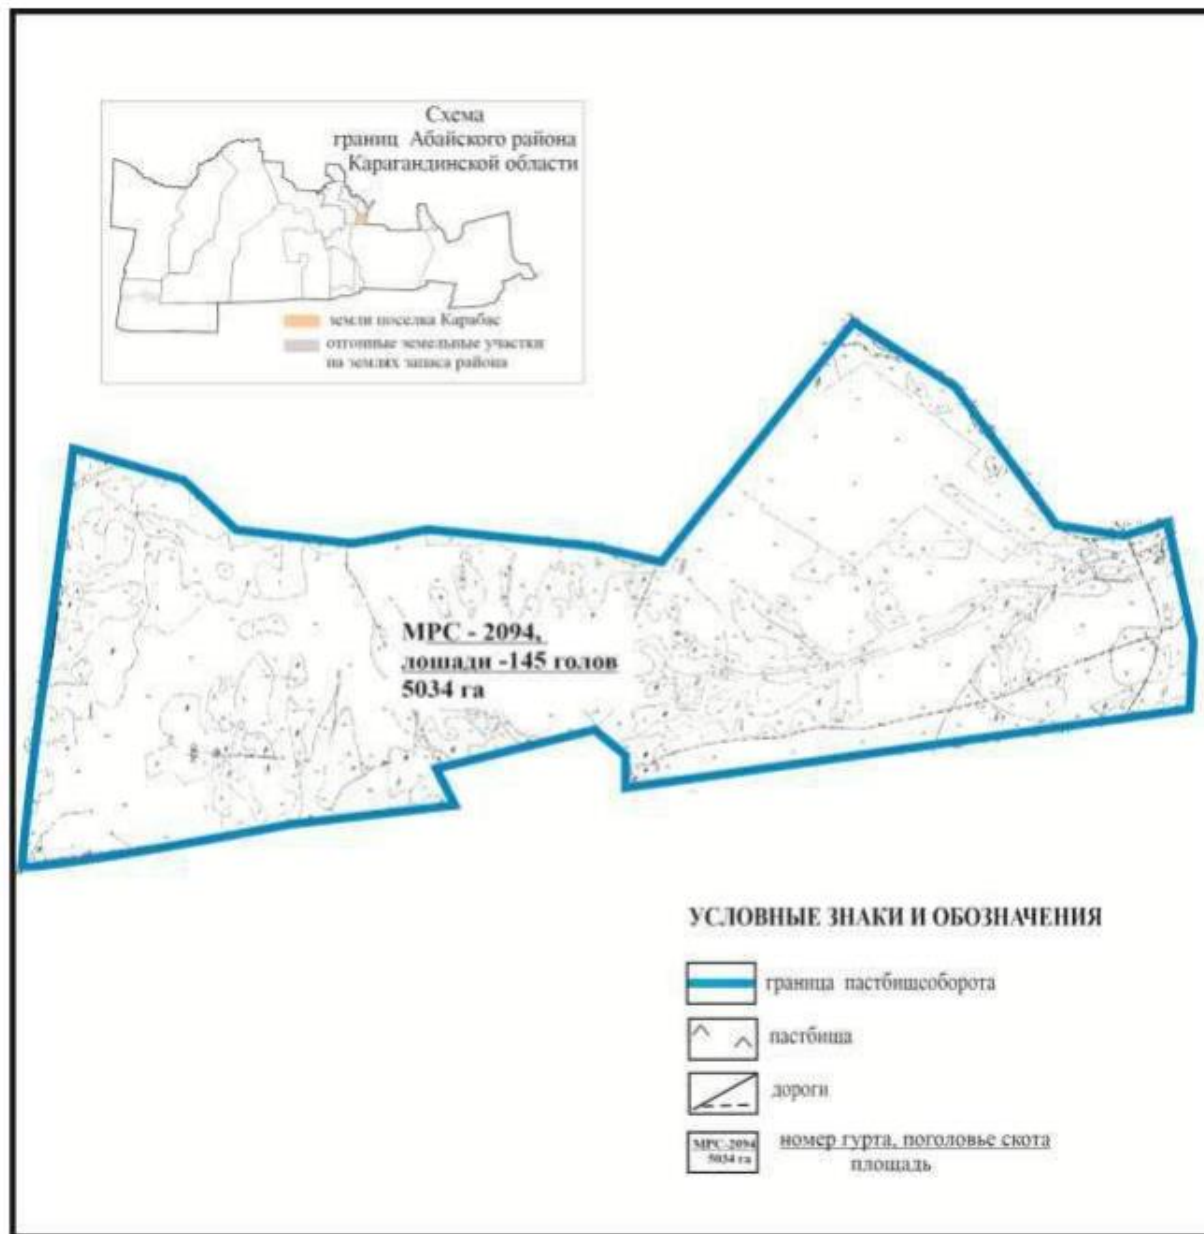 Схема
границ Абайского района
Карагандинской области
земли поселка Карабас
отгонные земельные участки
на землях запаса района
МРС - 2094,
лошади -145 голов
5034 га
УСЛОВНЫЕ ЗНАКИ И ОБОЗНАЧЕНИЯ
граница пастбищеоборота
пастбища
дороги
МРС-2094
5034 га
номер гурта, поголовье скота
площадь